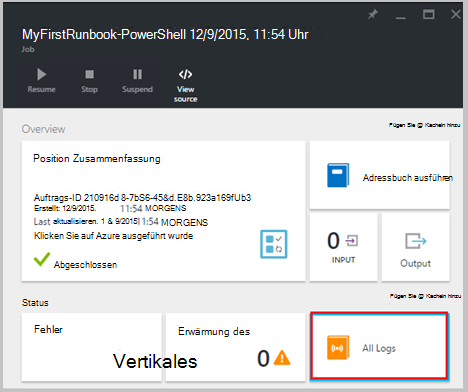 MyFirstRunbook-PowerShell 12/9/2015, 11:54 Uhr
Job
Resume
Stop
Suspend
View source
Overview
Fügen Sie @ Kacheln hinzu
Position Zusammenfassung
Auftrags-ID 210916d 8-7bS6-45&d.E8b.923a169fUb3
Erstellt: 12/9/2015. 11:54 MORGENS
Last aktualisieren. 1 & 9/2015| 1:54 MORGENS
Klicken Sie auf Azure ausgeführt wurde.
Abgeschlossen
Adressbuch ausführen
0
INPUT
Output
Status
Fügen Sie @ Kacheln hinzu
Fehler
Vertikales
Erwärmung des
0
All Logs